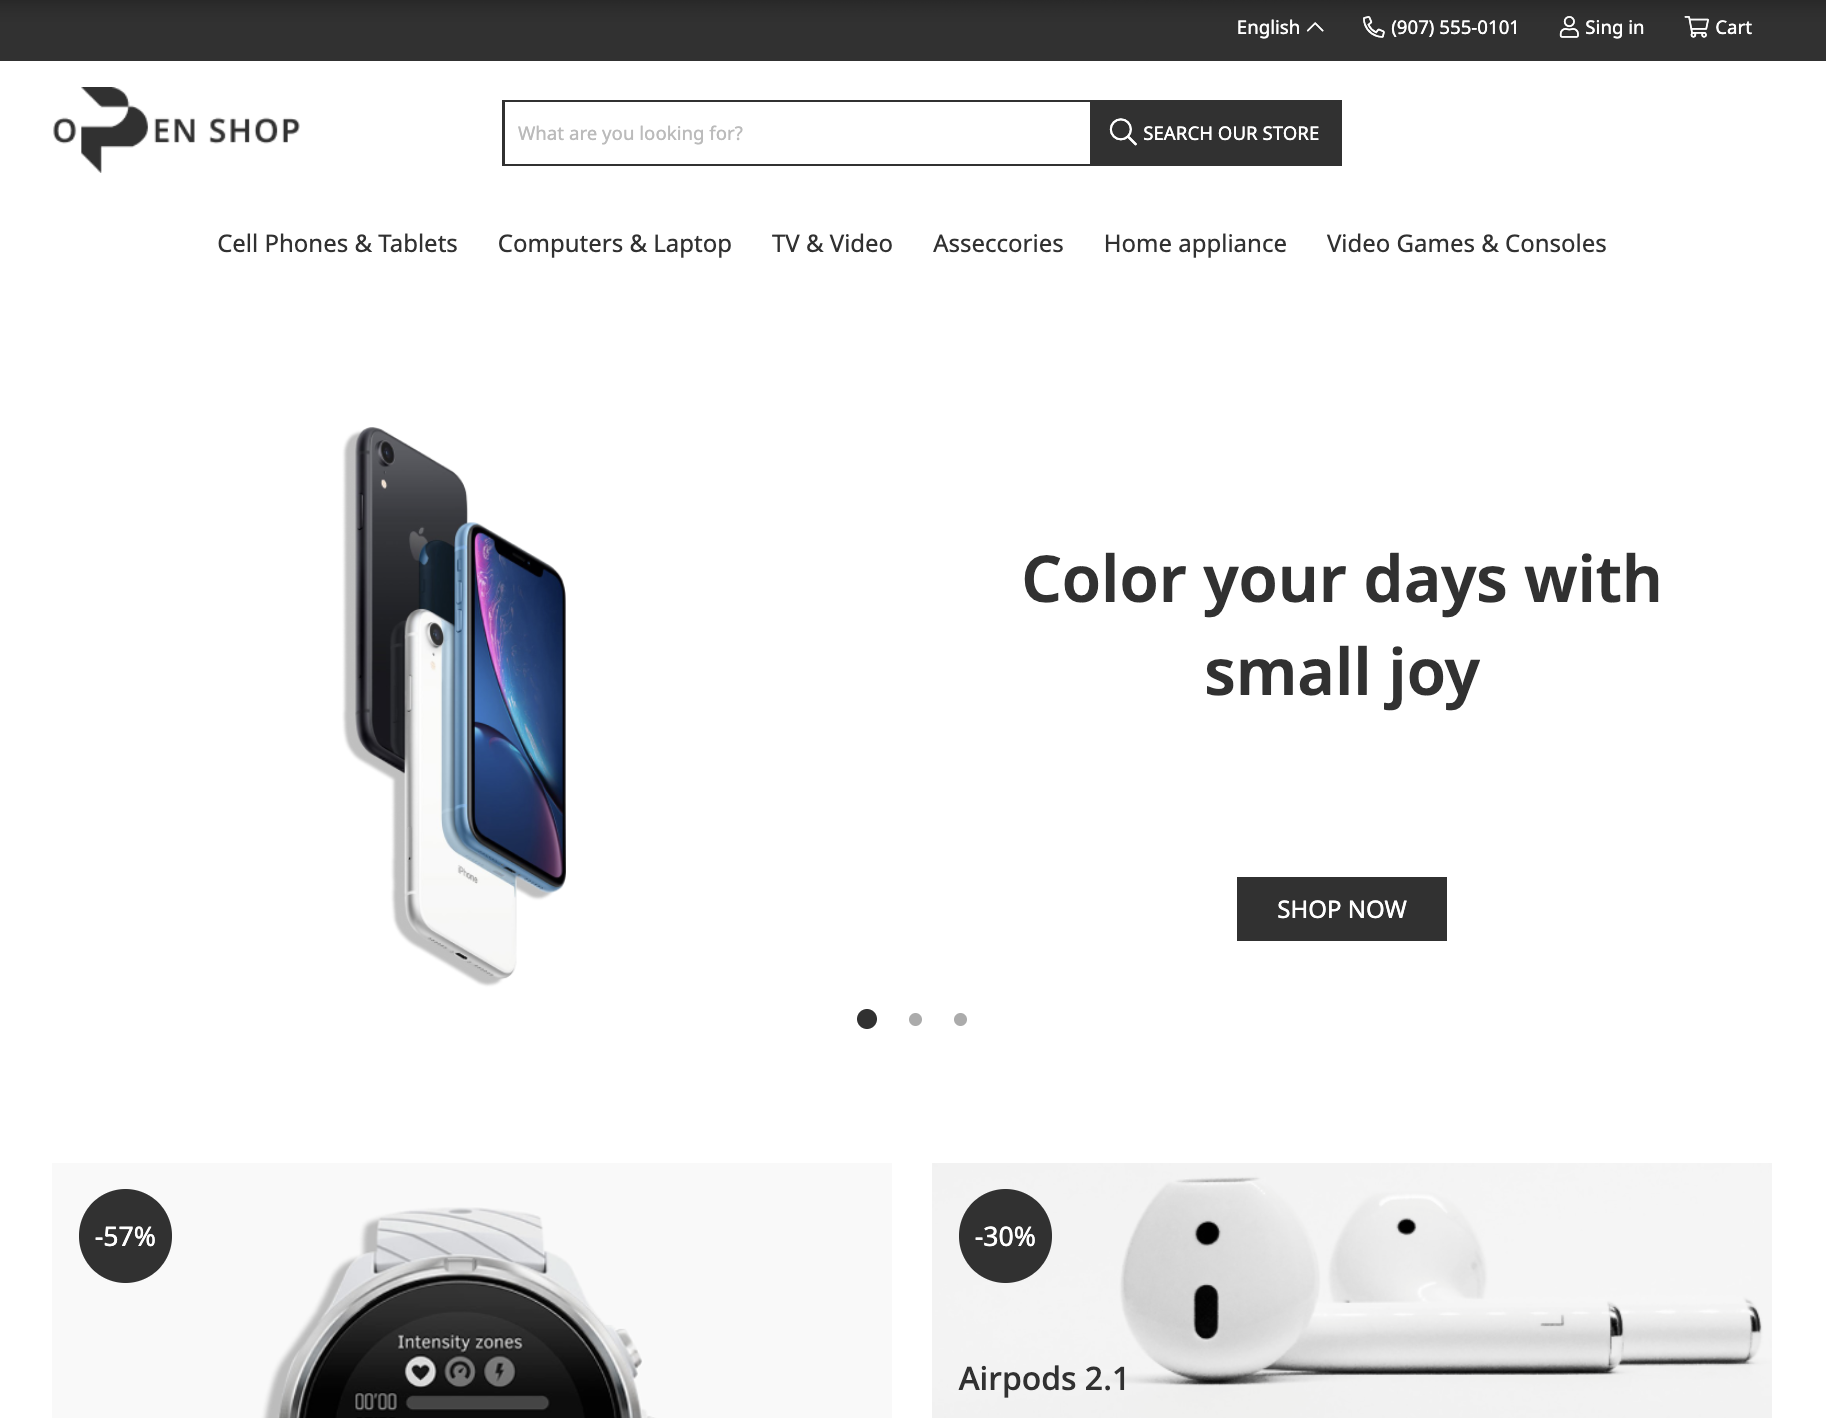 English (907) 555-0101 Sing in Cart
OPEN SHOP
What are you looking for? SEARCH OUR STORE
Cell Phones & Tablets Computers & Laptop TV & Video Asseccories Home appliance Video Games & Consoles
Color your days with
small joy
iPhone
SHOP NOW
-57%
Intensity zones
00'00
-30%
Airpods 2.1